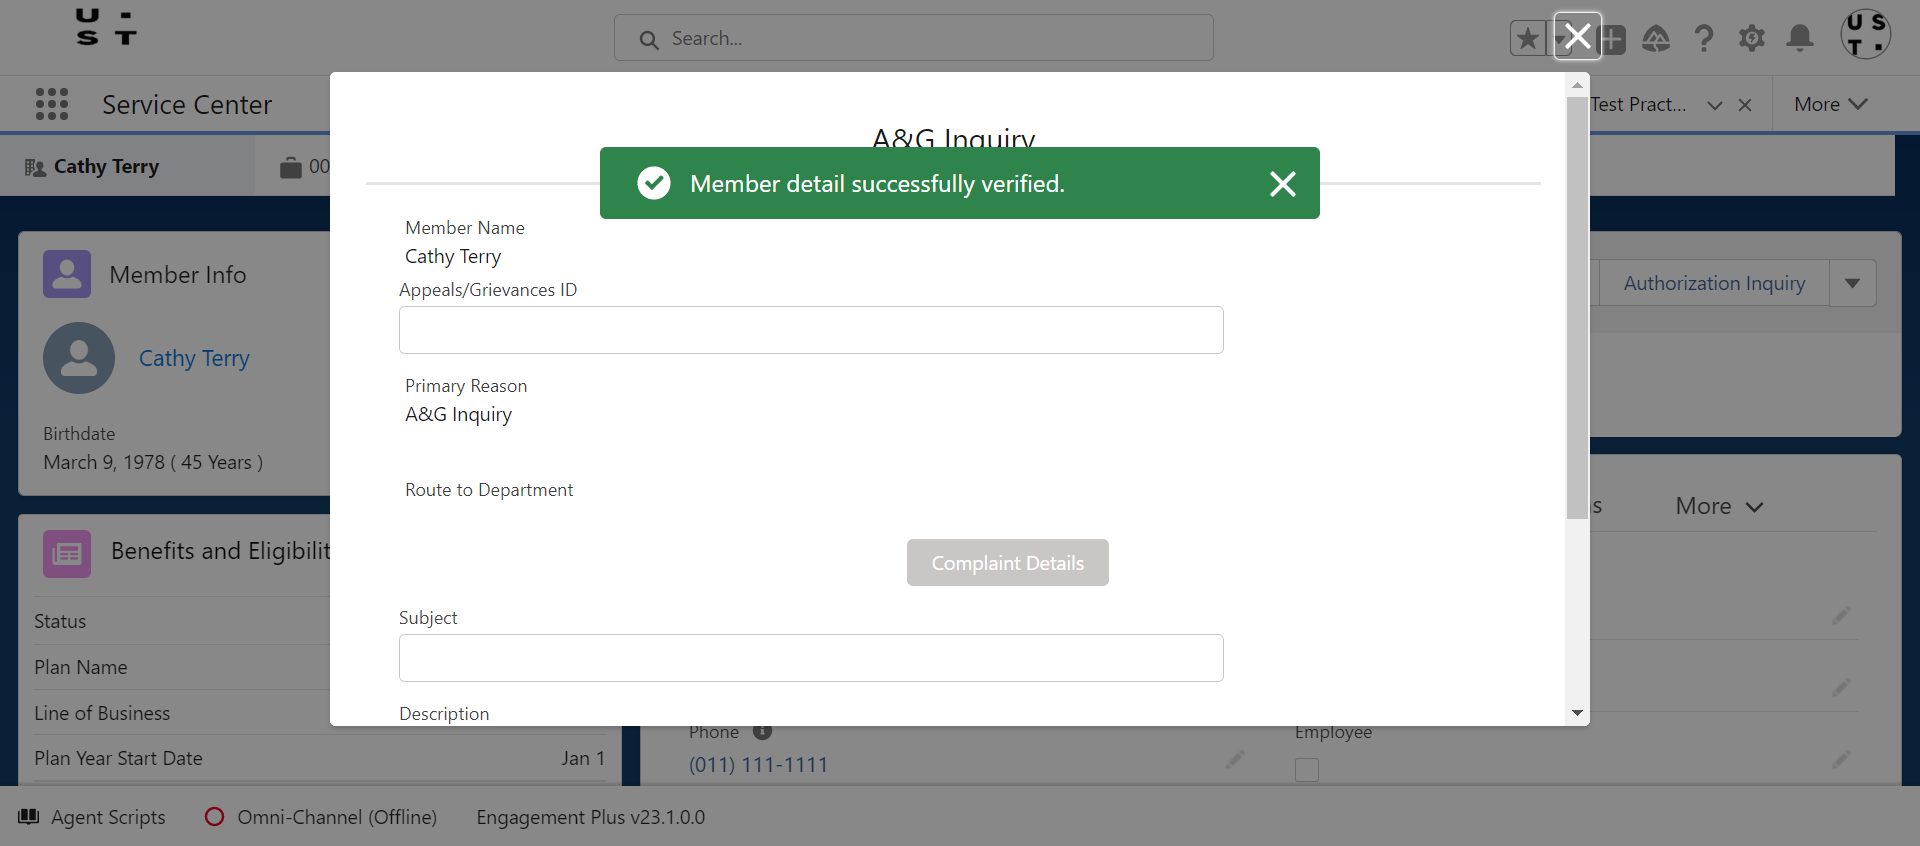 U
S T
Search...
U S
T
Service Center
Test Pract...
More
Cathy Terry
00
A&G Inquiry
Member detail successfully verified.
Member Info
Cathy Terry
Birthdate
March 9, 1978 ( 45 Years )
Member Name
Cathy Terry
Appeals/Grievances ID
Primary Reason
A&G Inquiry
Route to Department
Complaint Details
Subject
Description
Authorization Inquiry
s
More
Benefits and Eligibilit
Status
Plan Name
Line of Business
Plan Year Start Date
Jan 1
Phone
(011) 111-1111
Employee
Agent Scripts
Omni-Channel (Offline)
Engagement Plus v23.1.0.0